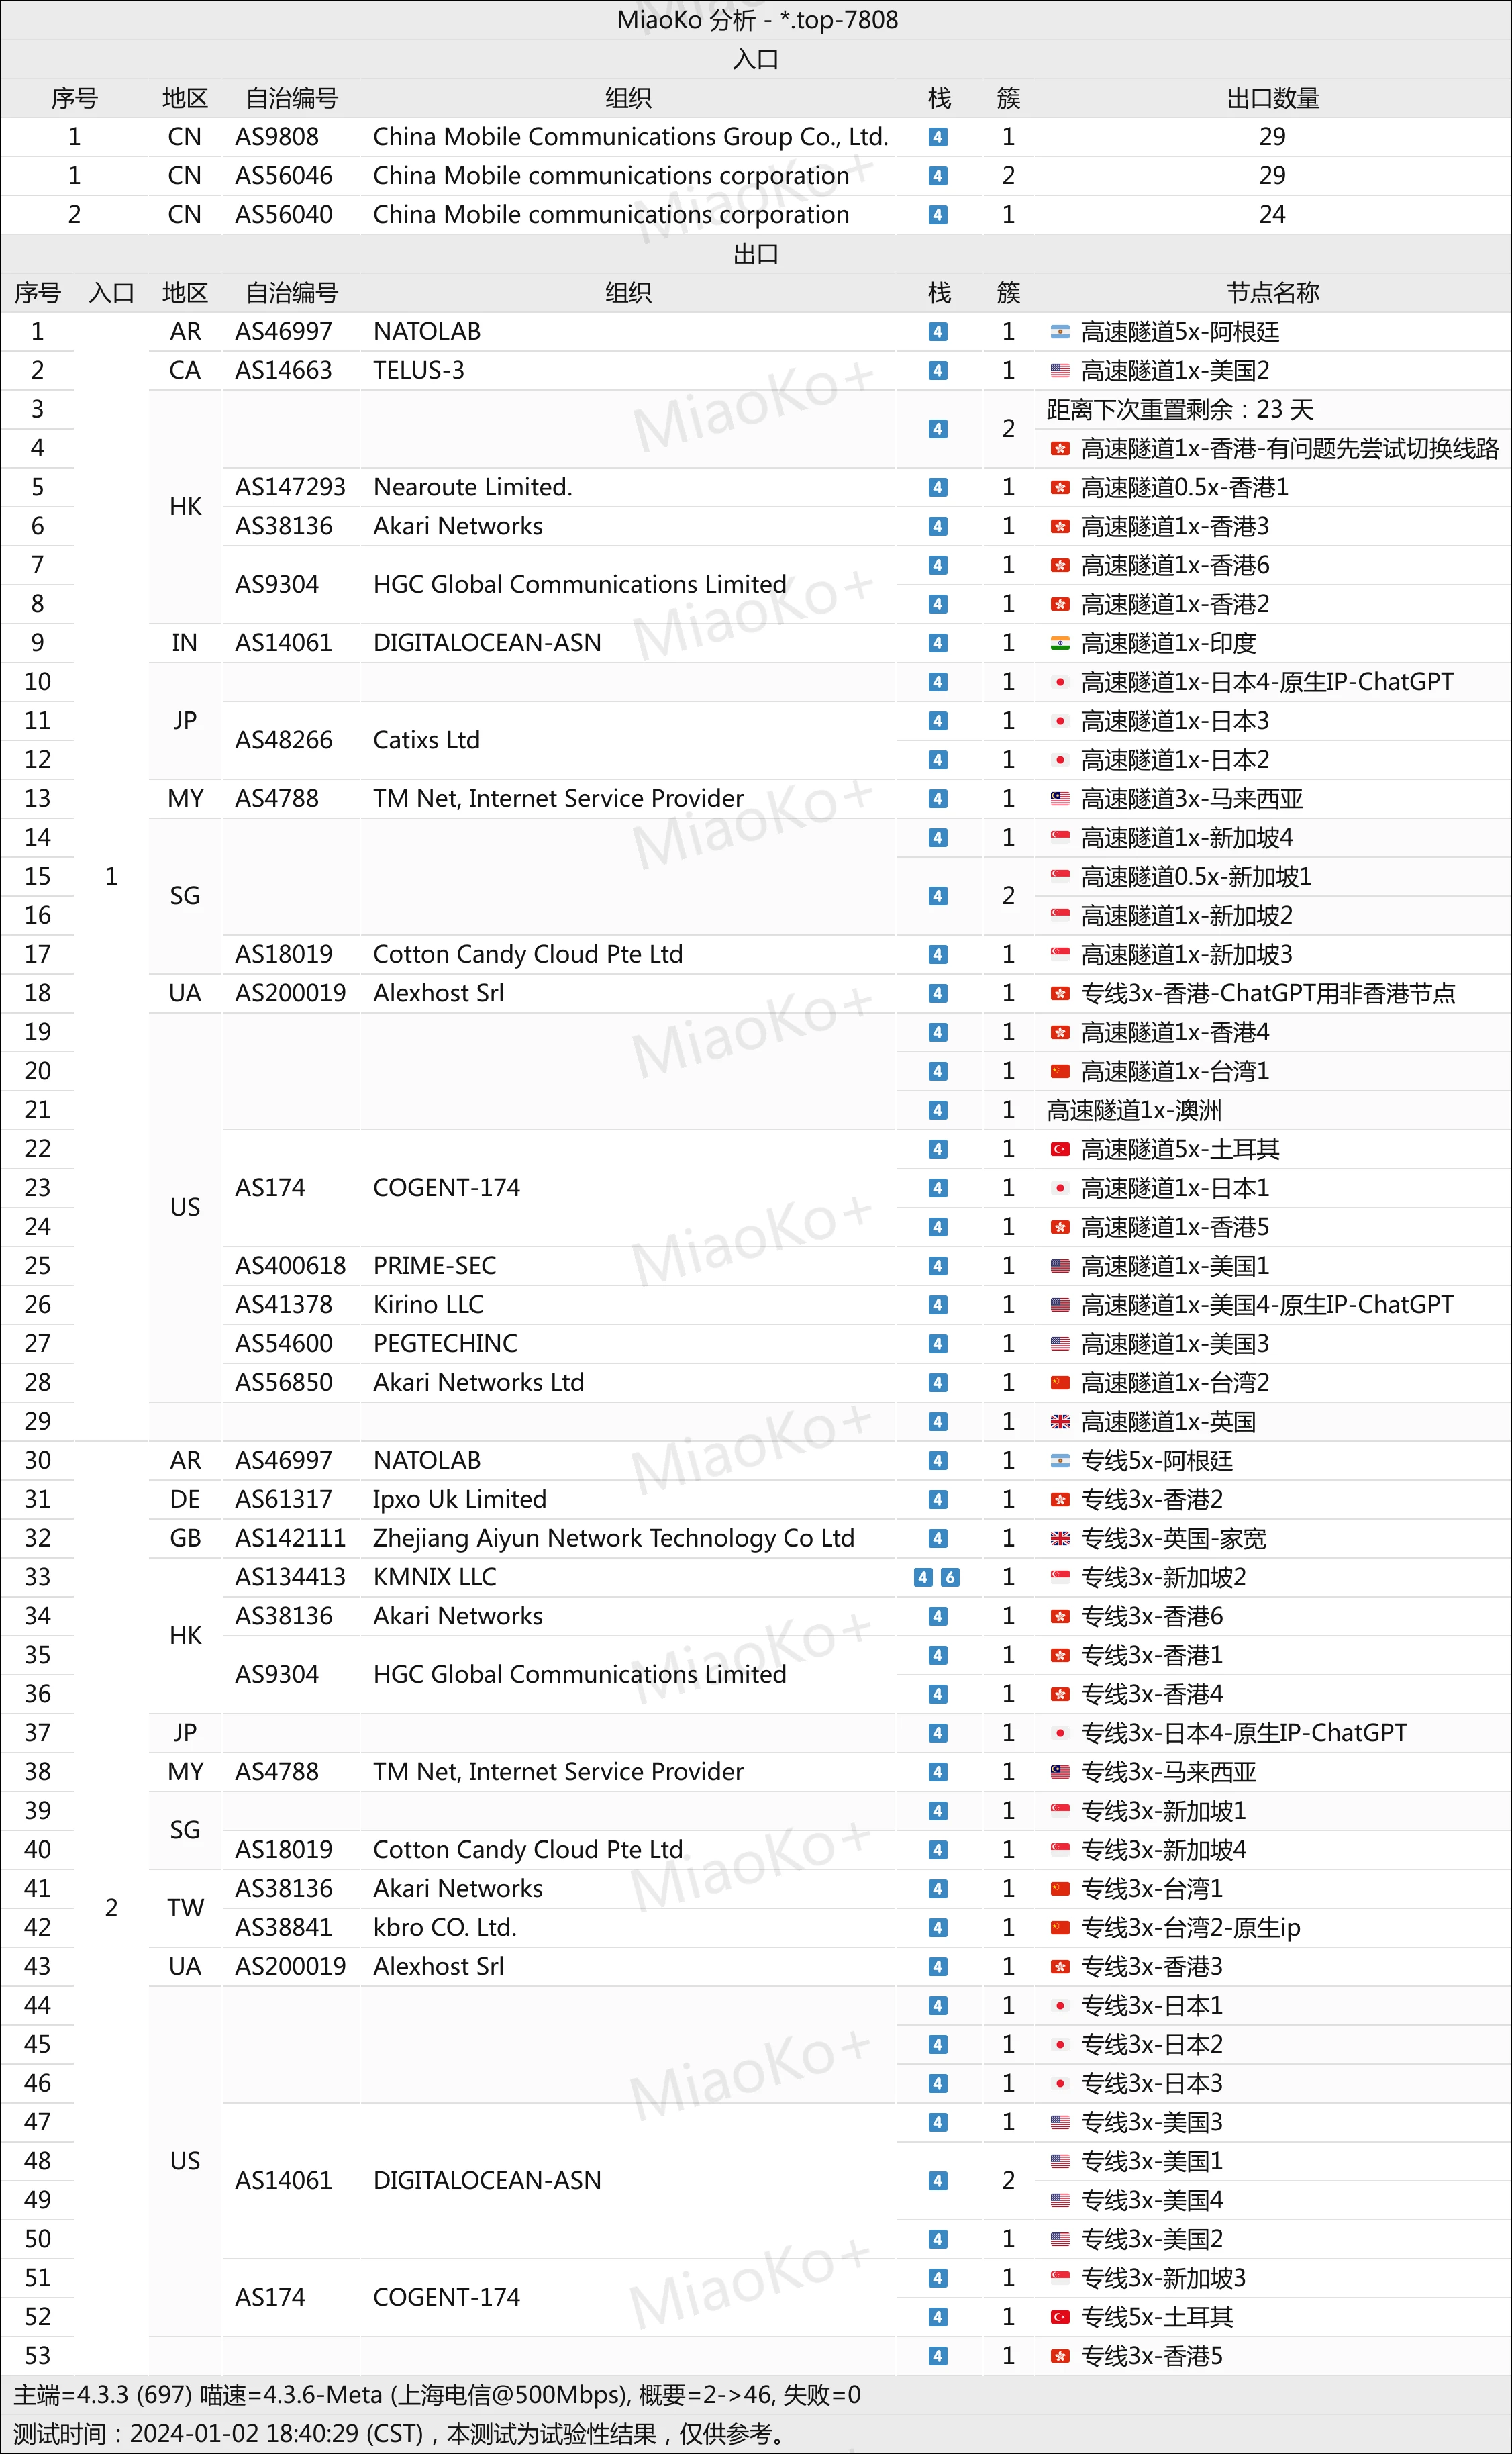 MiaoKo 分析 - *.top-7808
入口
序号 地区 自治编号 组织 栈 簇 出口数量
1 CN AS9808 China Mobile Communications Group Co., Ltd. 4 1 29
1 CN AS56046 China Mobile communications corporation 4 2 29
2 CN AS56040 China Mobile communications corporation 4 1 24
出口
序号 入口 地区 自治编号 组织 栈 簇 节点名称
1 AR AS46997 NATOLAB 4 1 高速隧道5x-阿根廷
2 CA AS14663 TELUS-3 4 1 高速隧道1x-美国2
3 4 2 距离下次重置剩余：23 天
4 高速隧道1x-香港-有问题先尝试切换线路
5 HK AS147293 Nearoute Limited. 4 1 高速隧道0.5x-香港1
6 AS38136 Akari Networks 4 1 高速隧道1x-香港3
7 AS9304 HGC Global Communications Limited 4 1 高速隧道1x-香港6
8 4 1 高速隧道1x-香港2
9 IN AS14061 DIGITALOCEAN-ASN 4 1 高速隧道1x-印度
10 4 1 高速隧道1x-日本4-原生IP-ChatGPT
11 JP AS48266 Catixs Ltd 4 1 高速隧道1x-日本3
12 4 1 高速隧道1x-日本2
13 MY AS4788 TM Net, Internet Service Provider 4 1 高速隧道3x-马来西亚
14 4 1 高速隧道1x-新加坡4
15 1 SG 4 2 高速隧道0.5x-新加坡1
16 高速隧道1x-新加坡2
17 AS18019 Cotton Candy Cloud Pte Ltd 4 1 高速隧道1x-新加坡3
18 UA AS200019 Alexhost Srl 4 1 专线3x-香港-ChatGPT用非香港节点
19 4 1 高速隧道1x-香港4
20 4 1 高速隧道1x-台湾1
21 4 1 高速隧道1x-澳洲
22 4 1 高速隧道5x-土耳其
23 US AS174 COGENT-174 4 1 高速隧道1x-日本1
24 4 1 高速隧道1x-香港5
25 AS400618 PRIME-SEC 4 1 高速隧道1x-美国1
26 AS41378 Kirino LLC 4 1 高速隧道1x-美国4-原生IP-ChatGPT
27 AS54600 PEGTECHINC 4 1 高速隧道1x-美国3
28 AS56850 Akari Networks Ltd 4 1 高速隧道1x-台湾2
29 4 1 高速隧道1x-英国
30 AR AS46997 NATOLAB 4 1 专线5x-阿根廷
31 DE AS61317 Ipxo Uk Limited 4 1 专线3x-香港2
32 GB AS142111 Zhejiang Aiyun Network Technology Co Ltd 4 1 专线3x-英国-家宽
33 AS134413 KMNIX LLC 4 6 1 专线3x-新加坡2
34 HK AS38136 Akari Networks 4 1 专线3x-香港6
35 AS9304 HGC Global Communications Limited 4 1 专线3x-香港1
36 4 1 专线3x-香港4
37 JP 4 1 专线3x-日本4-原生IP-ChatGPT
38 MY AS4788 TM Net, Internet Service Provider 4 1 专线3x-马来西亚
39 SG 4 1 专线3x-新加坡1
40 AS18019 Cotton Candy Cloud Pte Ltd 4 1 专线3x-新加坡4
41 2 TW AS38136 Akari Networks 4 1 专线3x-台湾1
42 AS38841 kbro CO. Ltd. 4 1 专线3x-台湾2-原生ip
43 UA AS200019 Alexhost Srl 4 1 专线3x-香港3
44 4 1 专线3x-日本1
45 4 1 专线3x-日本2
46 4 1 专线3x-日本3
47 4 1 专线3x-美国3
48 US AS14061 DIGITALOCEAN-ASN 4 2 专线3x-美国1
49 专线3x-美国4
50 4 1 专线3x-美国2
51 AS174 COGENT-174 4 1 专线3x-新加坡3
52 4 1 专线5x-土耳其
53 4 1 专线3x-香港5
主端=4.3.3 (697) 喵速=4.3.6-Meta (上海电信@500Mbps), 概要=2->46, 失败=0
测试时间：2024-01-02 18:40:29 (CST)，本测试为试验性结果，仅供参考。